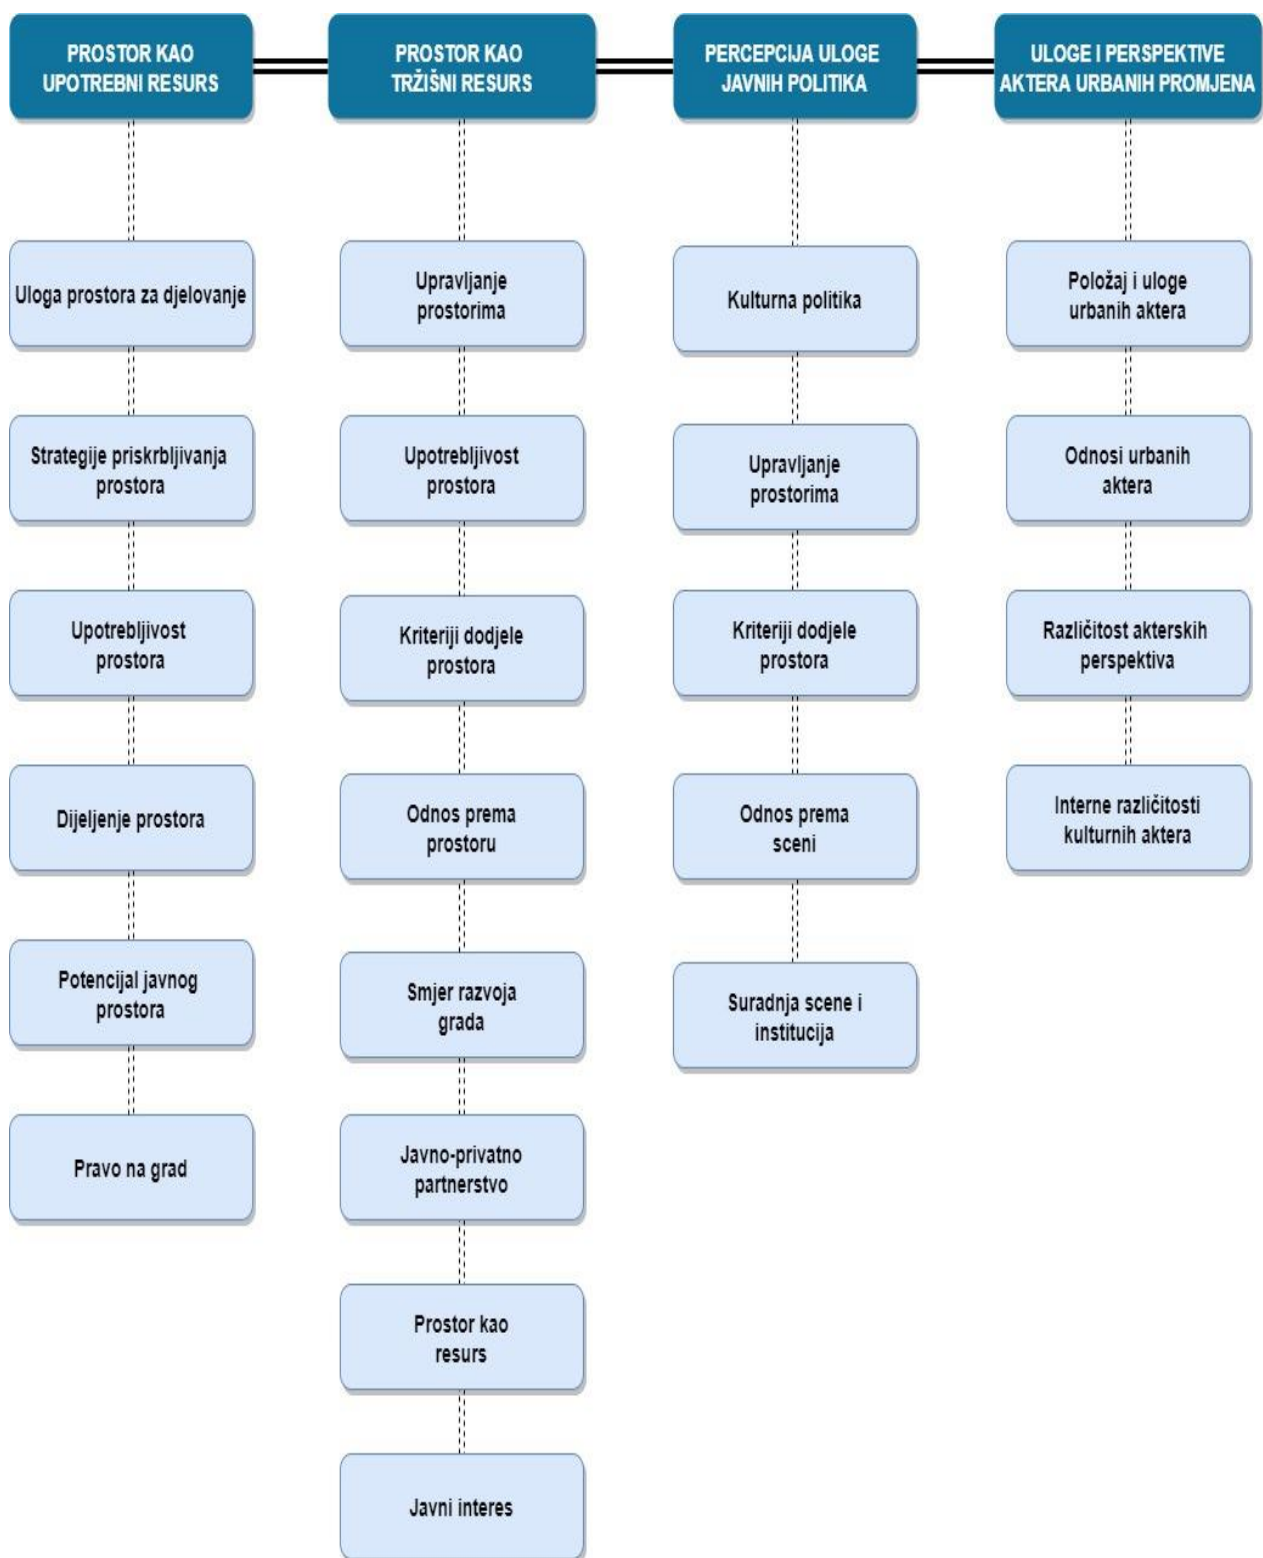 PROSTOR KAO
UPOTREBNI RESURS
PROSTOR KAO
TRŽIŠNI RESURS
PERCEPCIJA ULOGE
JAVNIH POLITIKA
ULOGE I PERSPEKTIVE
AKTERA URBANIH PROMJENA
Uloga prostora za djelovanje
Strategije priskrbljivanja
prostora
Upotrebljivost
prostora
Dijeljenje prostora
Potencijal javnog
prostora
Pravo na grad
Upravljanje
prostorima
Upotrebljivost
prostora
Kriteriji dodjele
prostora
Odnos prema
prostoru
Smjer razvoja
grada
Javno-privatno
partnerstvo
Prostor kao
resurs
Javni interes
Kulturna politika
Upravljanje
prostorima
Kriteriji dodjele
prostora
Odnos prema
sceni
Suradnja scene i
institucija
Položaj i uloge
urbanih aktera
Odnosi urbanih
aktera
Različitost akterskih
perspektiva
Interne različitosti
kulturnih aktera